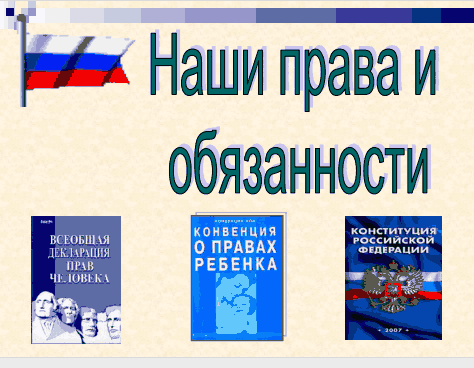 Наши права и
обязанности
ВСЕОБЩАЯ
ДЕКЛАРАЦИЯ
ПРАВ
ЧЕЛОВЕКА
КОНВЕНЦИЯ
О ПРАВАХ
РЕБЕНКА
КОНСТИТУЦИЯ
РОССИЙСКОЙ
ФЕДЕРАЦИИ
• 2007 •